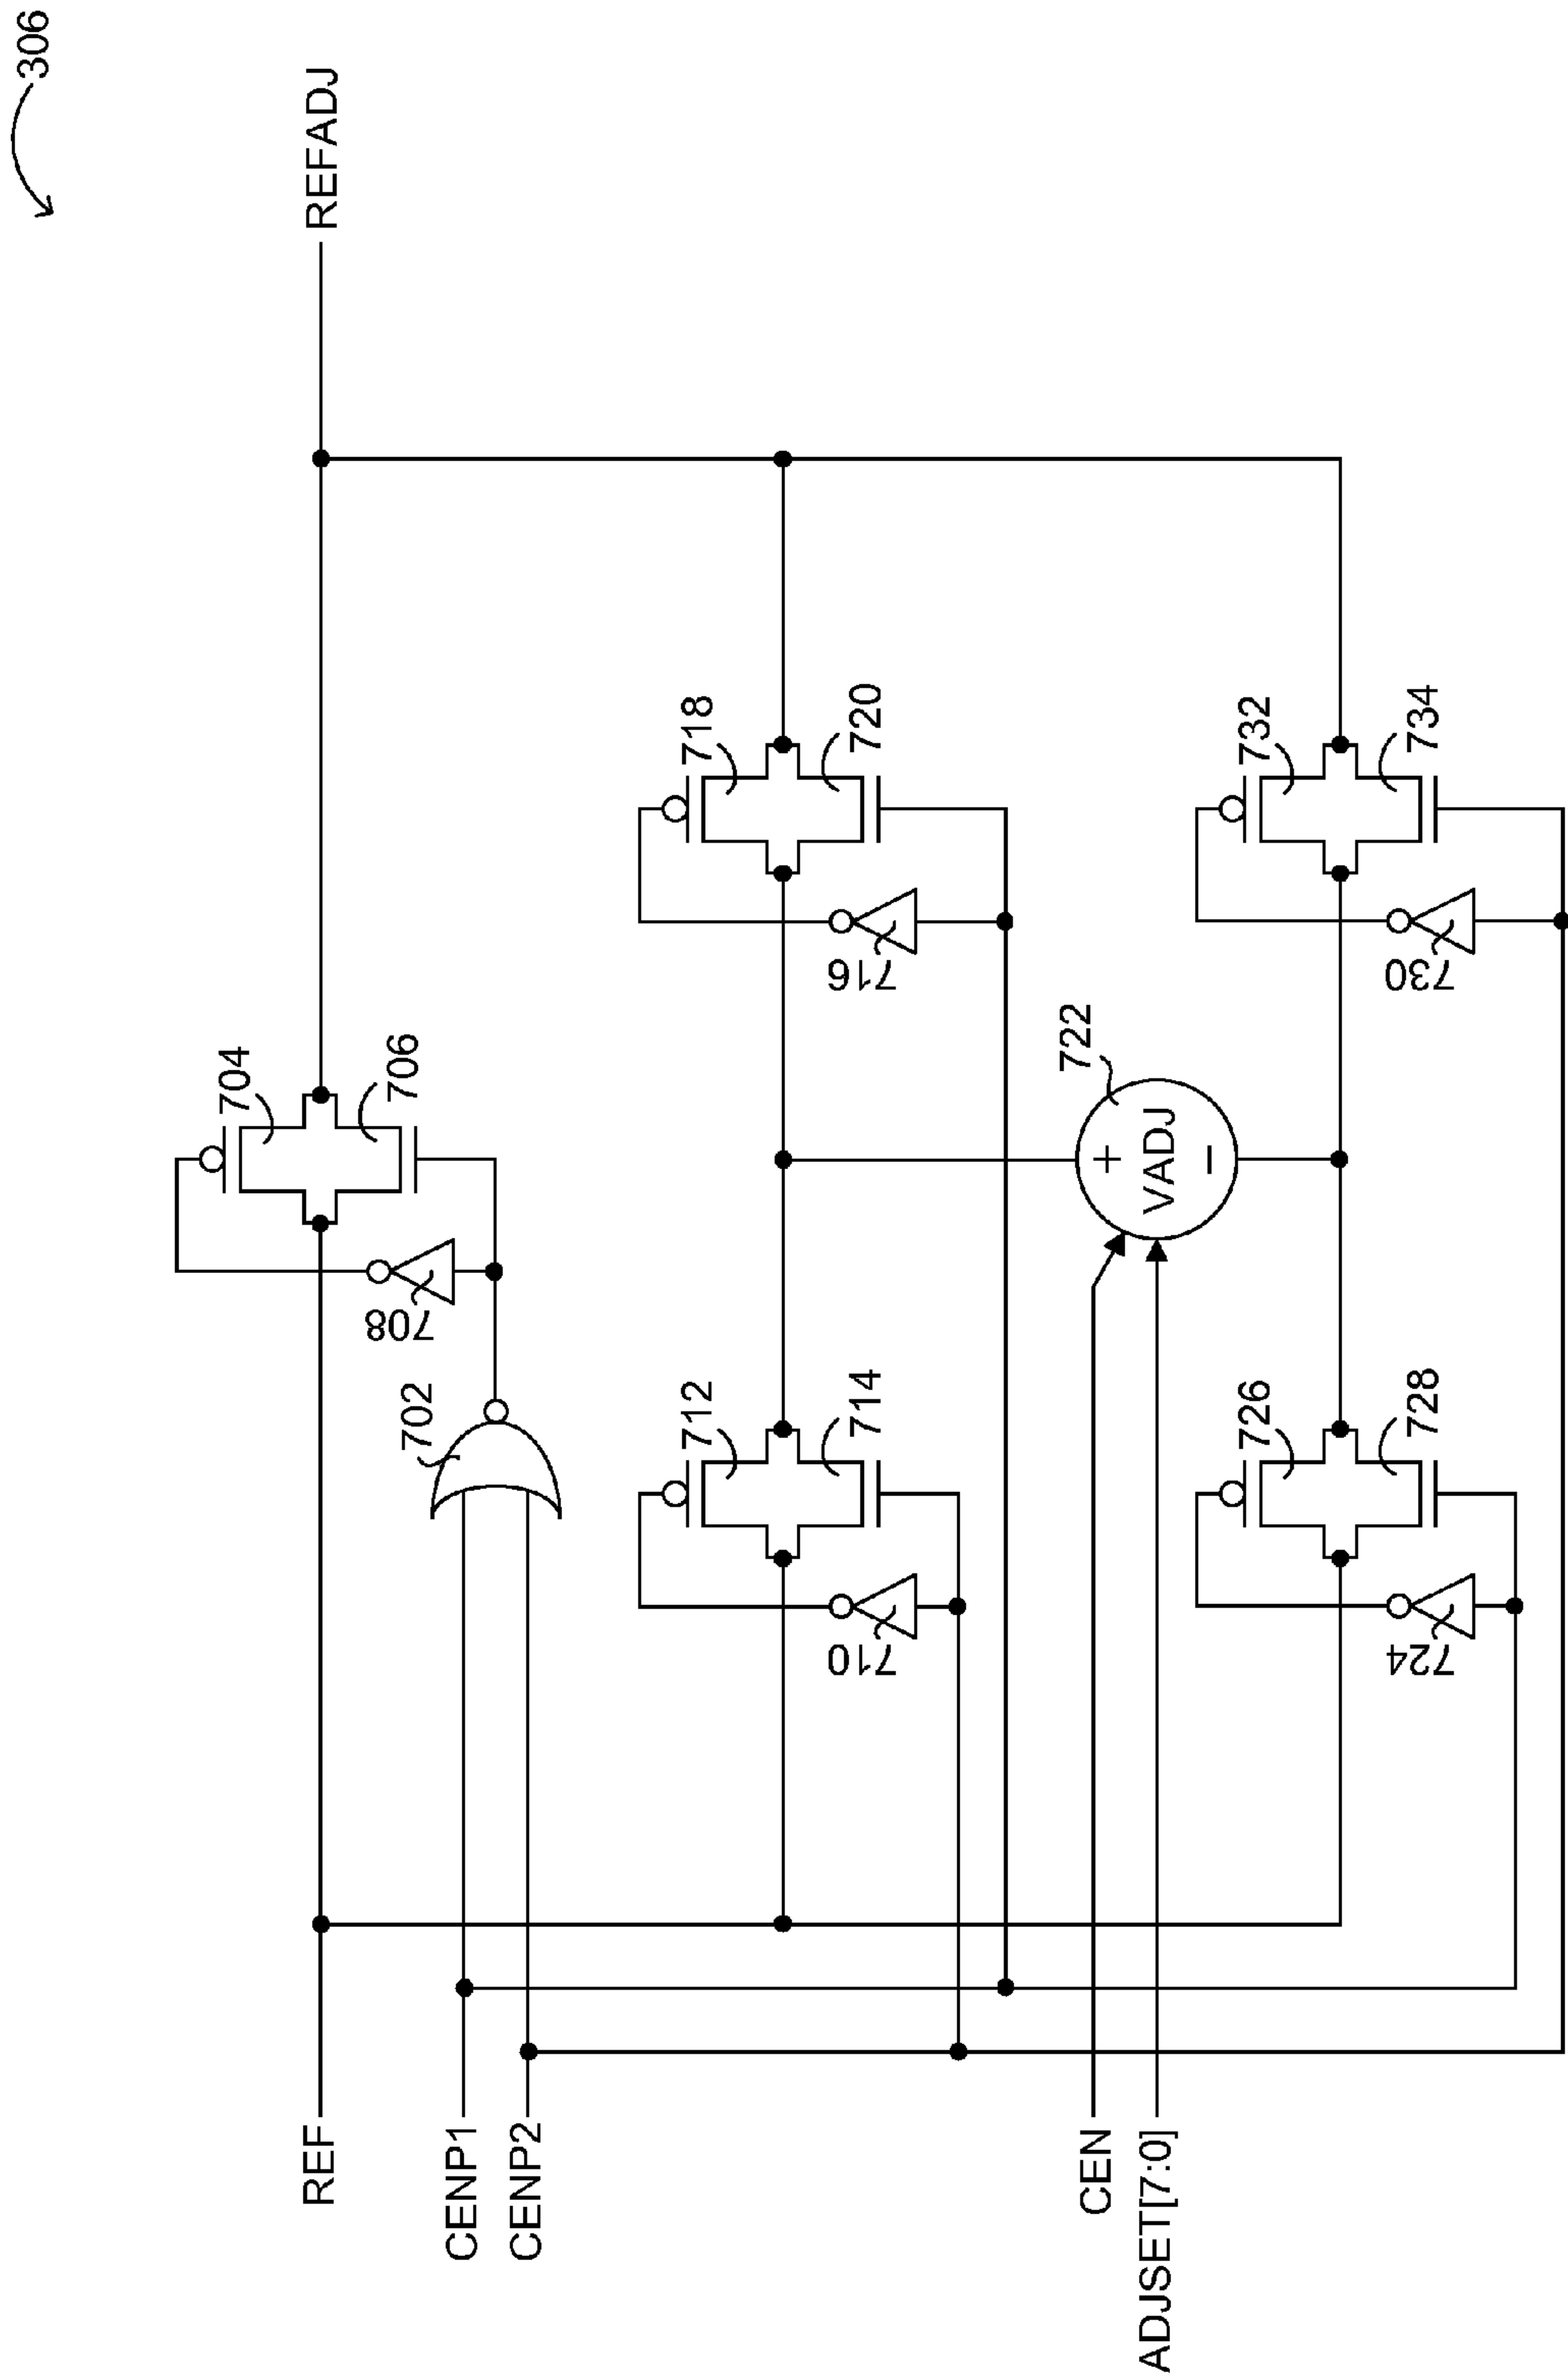 306
REFADJ
704
706
708
702
718
720
716
712
714
710
722
+
VADJ
−
732
734
730
726
728
724
REF
CENP1
CENP2
CEN
ADJSET[7:0]